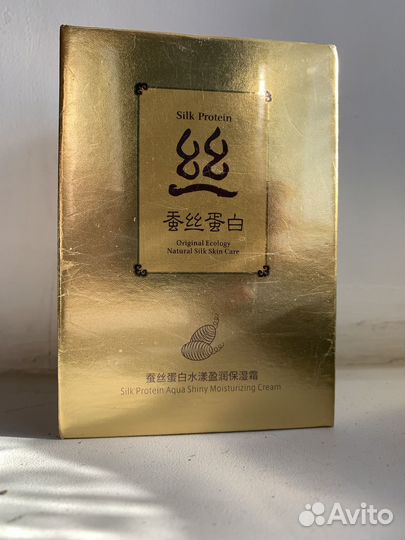 Silk Protein
丝
蚕丝蛋白
Original Ecology
Natural Silk Skin Care
蚕丝蛋白水漾盈润保湿霜
Silk Protein Aqua Shiny Moisturizing Cream
Avito